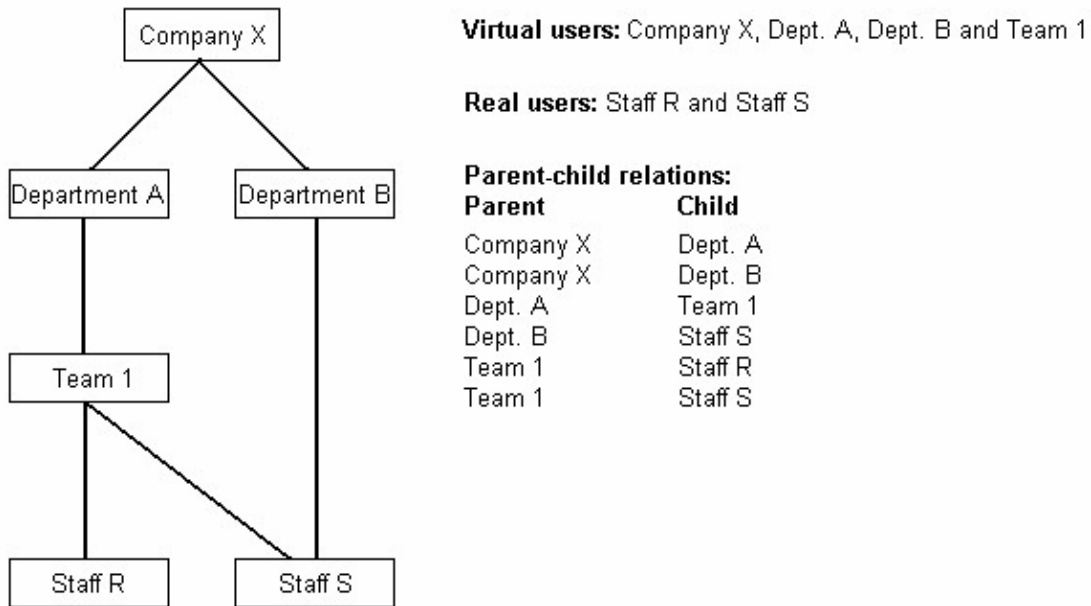 Company X
Department A
Department B
Team 1
Staff R
Staff S
Virtual users: Company X, Dept. A, Dept. B and Team 1
Real users: Staff R and Staff S
Parent-child relations:
Parent Child
Company X Dept. A
Company X Dept. B
Dept. A Team 1
Dept. B Staff S
Team 1 Staff R
Team 1 Staff S